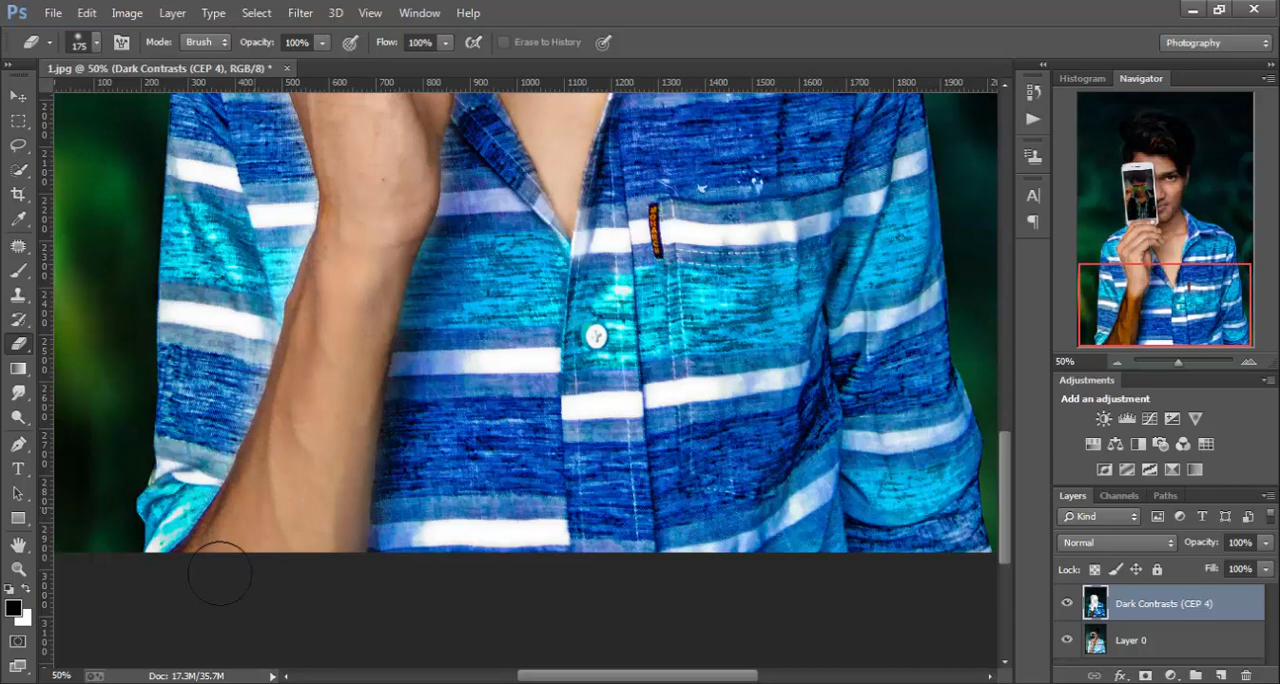 Ps File Edit Image Layer Type Select Filter 3D View Window Help
175 Mode: Brush Opacity: 100% Flow: 100% Erase to History Photography
1.jpg @ 50% (Dark Contrasts (CEP 4), RGB/8) * ×
100 200 300 400 500 600 700 800 900 1000 1100 1200 1300 1400 1500 1600 1700 1800 1900
Histogram Navigator
MONARCH
50%
Adjustments
Add an adjustment
Layers Channels Paths
Kind
Normal Opacity: 100%
Lock: Fill: 100%
Dark Contrasts (CEP 4)
Layer 0
50% Doc: 17.3M/35.7M